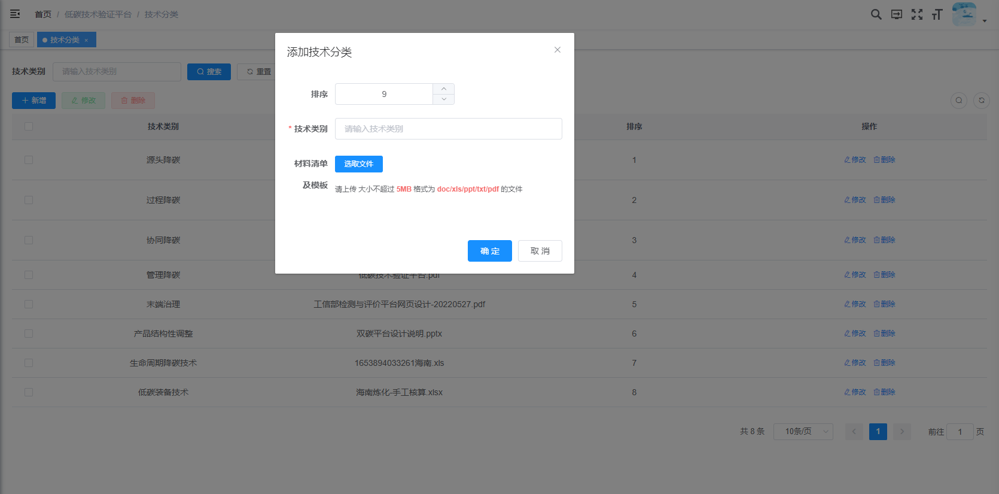 首页 / 低碳技术验证平台 / 技术分类
首页
技术分类 ×
技术类别 请输入技术类别 搜索 重置
新增 修改 删除
添加技术分类
排序 9
* 技术类别 请输入技术类别
材料清单及模板 选取文件
请上传 大小不超过 5MB 格式为 doc/xls/ppt/txt/pdf 的文件
确 定 取 消
技术类别 排序 操作
源头降碳 1 修改 删除
过程降碳 2 修改 删除
协同降碳 3 修改 删除
管理降碳 低碳技术验证平台.pdf 4 修改 删除
末端治理 工信部检测与评价平台网页设计-20220527.pdf 5 修改 删除
产品结构性调整 双碳平台设计说明.pptx 6 修改 删除
生命周期降碳技术 1653894033261海南.xls 7 修改 删除
低碳装备技术 海南炼化-手工核算.xlsx 8 修改 删除
共 8 条 10条/页 1 前往 1 页